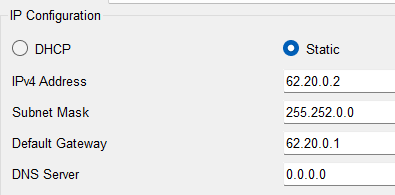 IP Configuration
DHCP Static
IPv4 Address 62.20.0.2
Subnet Mask 255.252.0.0
Default Gateway 62.20.0.1
DNS Server 0.0.0.0